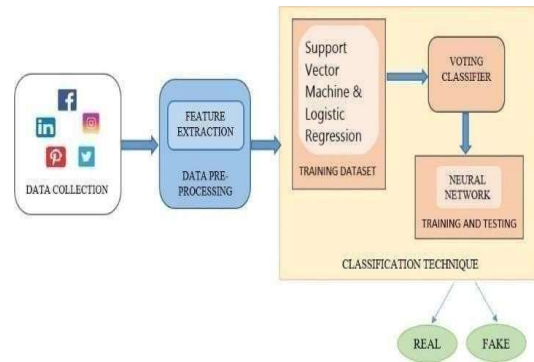 in
DATA COLLECTION
FEATURE
EXTRACTION
DATA PRE-
PROCESSING
Support
Vector
Machine &
Logistic
Regression
TRAINING DATASET
VOTING
CLASSIFIER
NEURAL
NETWORK
TRAINING AND TESTING
CLASSIFICATION TECHNIQUE
REAL
FAKE